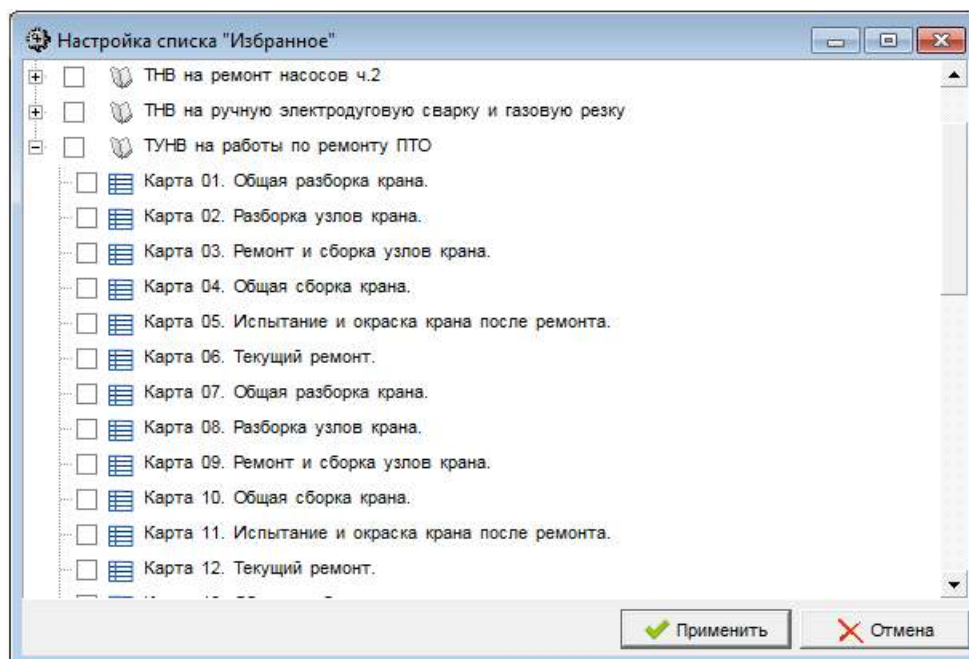 Настройка списка "Избранное"
ТНВ на ремонт насосов ч.2
ТНВ на ручную электродуговую сварку и газовую резку
ТУНВ на работы по ремонту ПТО
Карта 01. Общая разборка крана.
Карта 02. Разборка узлов крана.
Карта 03. Ремонт и сборка узлов крана.
Карта 04. Общая сборка крана.
Карта 05. Испытание и окраска крана после ремонта.
Карта 06. Текущий ремонт.
Карта 07. Общая разборка крана.
Карта 08. Разборка узлов крана.
Карта 09. Ремонт и сборка узлов крана.
Карта 10. Общая сборка крана.
Карта 11. Испытание и окраска крана после ремонта.
Карта 12. Текущий ремонт.
Применить
Отмена